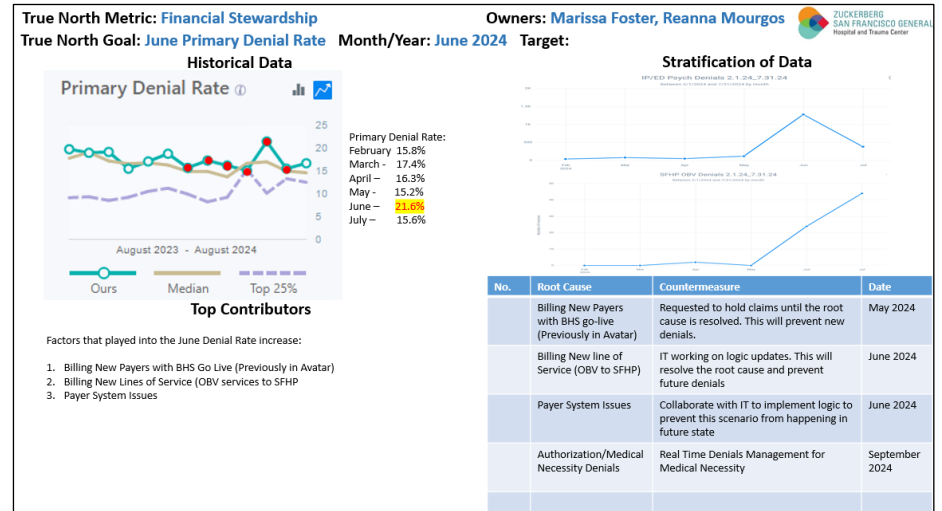 True North Metric: Financial Stewardship
Owners: Marissa Foster, Reanna Mourgos
ZUCKERBERG
SAN FRANCISCO GENERAL
Hospital and Trauma Center
True North Goal: June Primary Denial Rate Month/Year: June 2024 Target:
Historical Data
Primary Denial Rate
25
20
15
10
5
0
August 2023 - August 2024
Ours
Median
Top 25%
Primary Denial Rate:
February 15.8%
March - 17.4%
April – 16.3%
May - 15.2%
June – 21.6%
July – 15.6%
Top Contributors
Factors that played into the June Denial Rate increase:
1. Billing New Payers with BHS Go Live (Previously in Avatar)
2. Billing New Lines of Service (OBV services to SFHP
3. Payer System Issues
Stratification of Data
IP/ED Psych Denials 2.1.24_7.31.24
SFHP OBV Denials 2.1.24_7.31.24
No.
Root Cause
Countermeasure
Date
Billing New Payers
with BHS go-live
(Previously in Avatar)
Requested to hold claims until the root
cause is resolved. This will prevent new
denials.
May 2024
Billing New line of
Service (OBV to SFHP)
IT working on logic updates. This will
resolve the root cause and prevent
future denials
June 2024
Payer System Issues
Collaborate with IT to implement logic to
prevent this scenario from happening in
future state
June 2024
Authorization/Medical
Necessity Denials
Real Time Denials Management for
Medical Necessity
September
2024